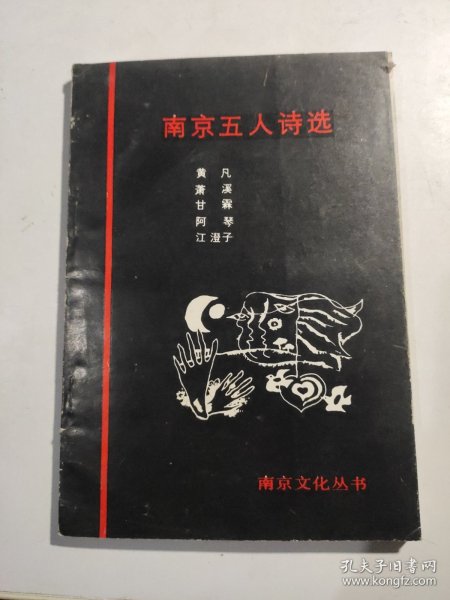 南京五人诗选
黄 凡
萧 溪
甘 霖
阿 琴
江澄子
南京文化丛书
孔夫子旧书网
www.kongfz.com